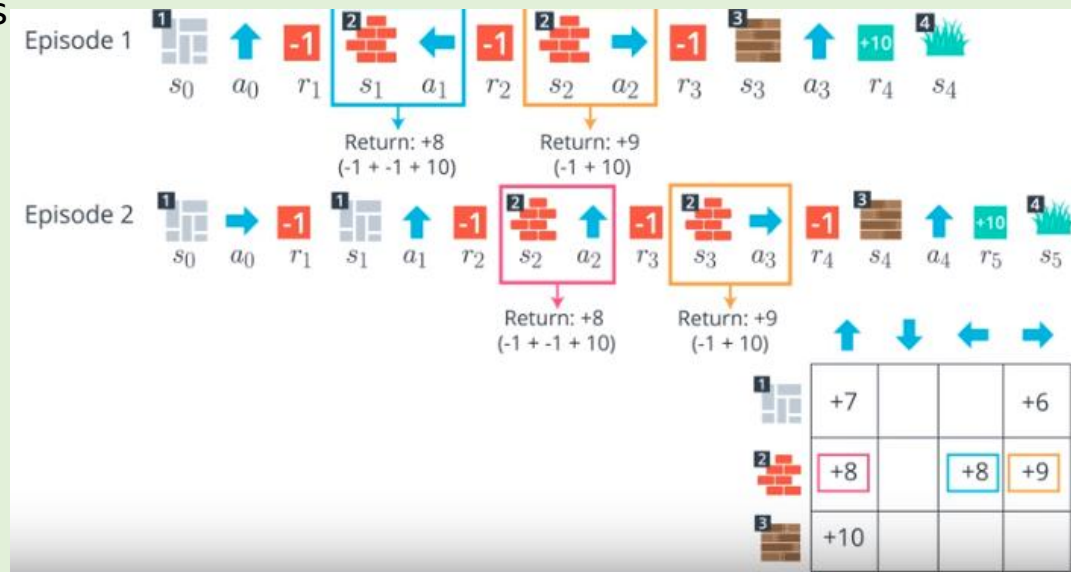 s
Episode 1
1 -1 2 -1 2 -1 3 +10 4
s₀ a₀ r₁ s₁ a₁ r₂ s₂ a₂ r₃ s₃ a₃ r₄ s₄
Return: +8 Return: +9
(-1 + -1 + 10) (-1 + 10)
Episode 2
1 -1 1 -1 2 -1 2 -1 3 +10 4
s₀ a₀ r₁ s₁ a₁ r₂ s₂ a₂ r₃ s₃ a₃ r₄ s₄ a₄ r₅ s₅
Return: +8 Return: +9
(-1 + -1 + 10) (-1 + 10)
1 +7 +6
2 +8 +8 +9
3 +10